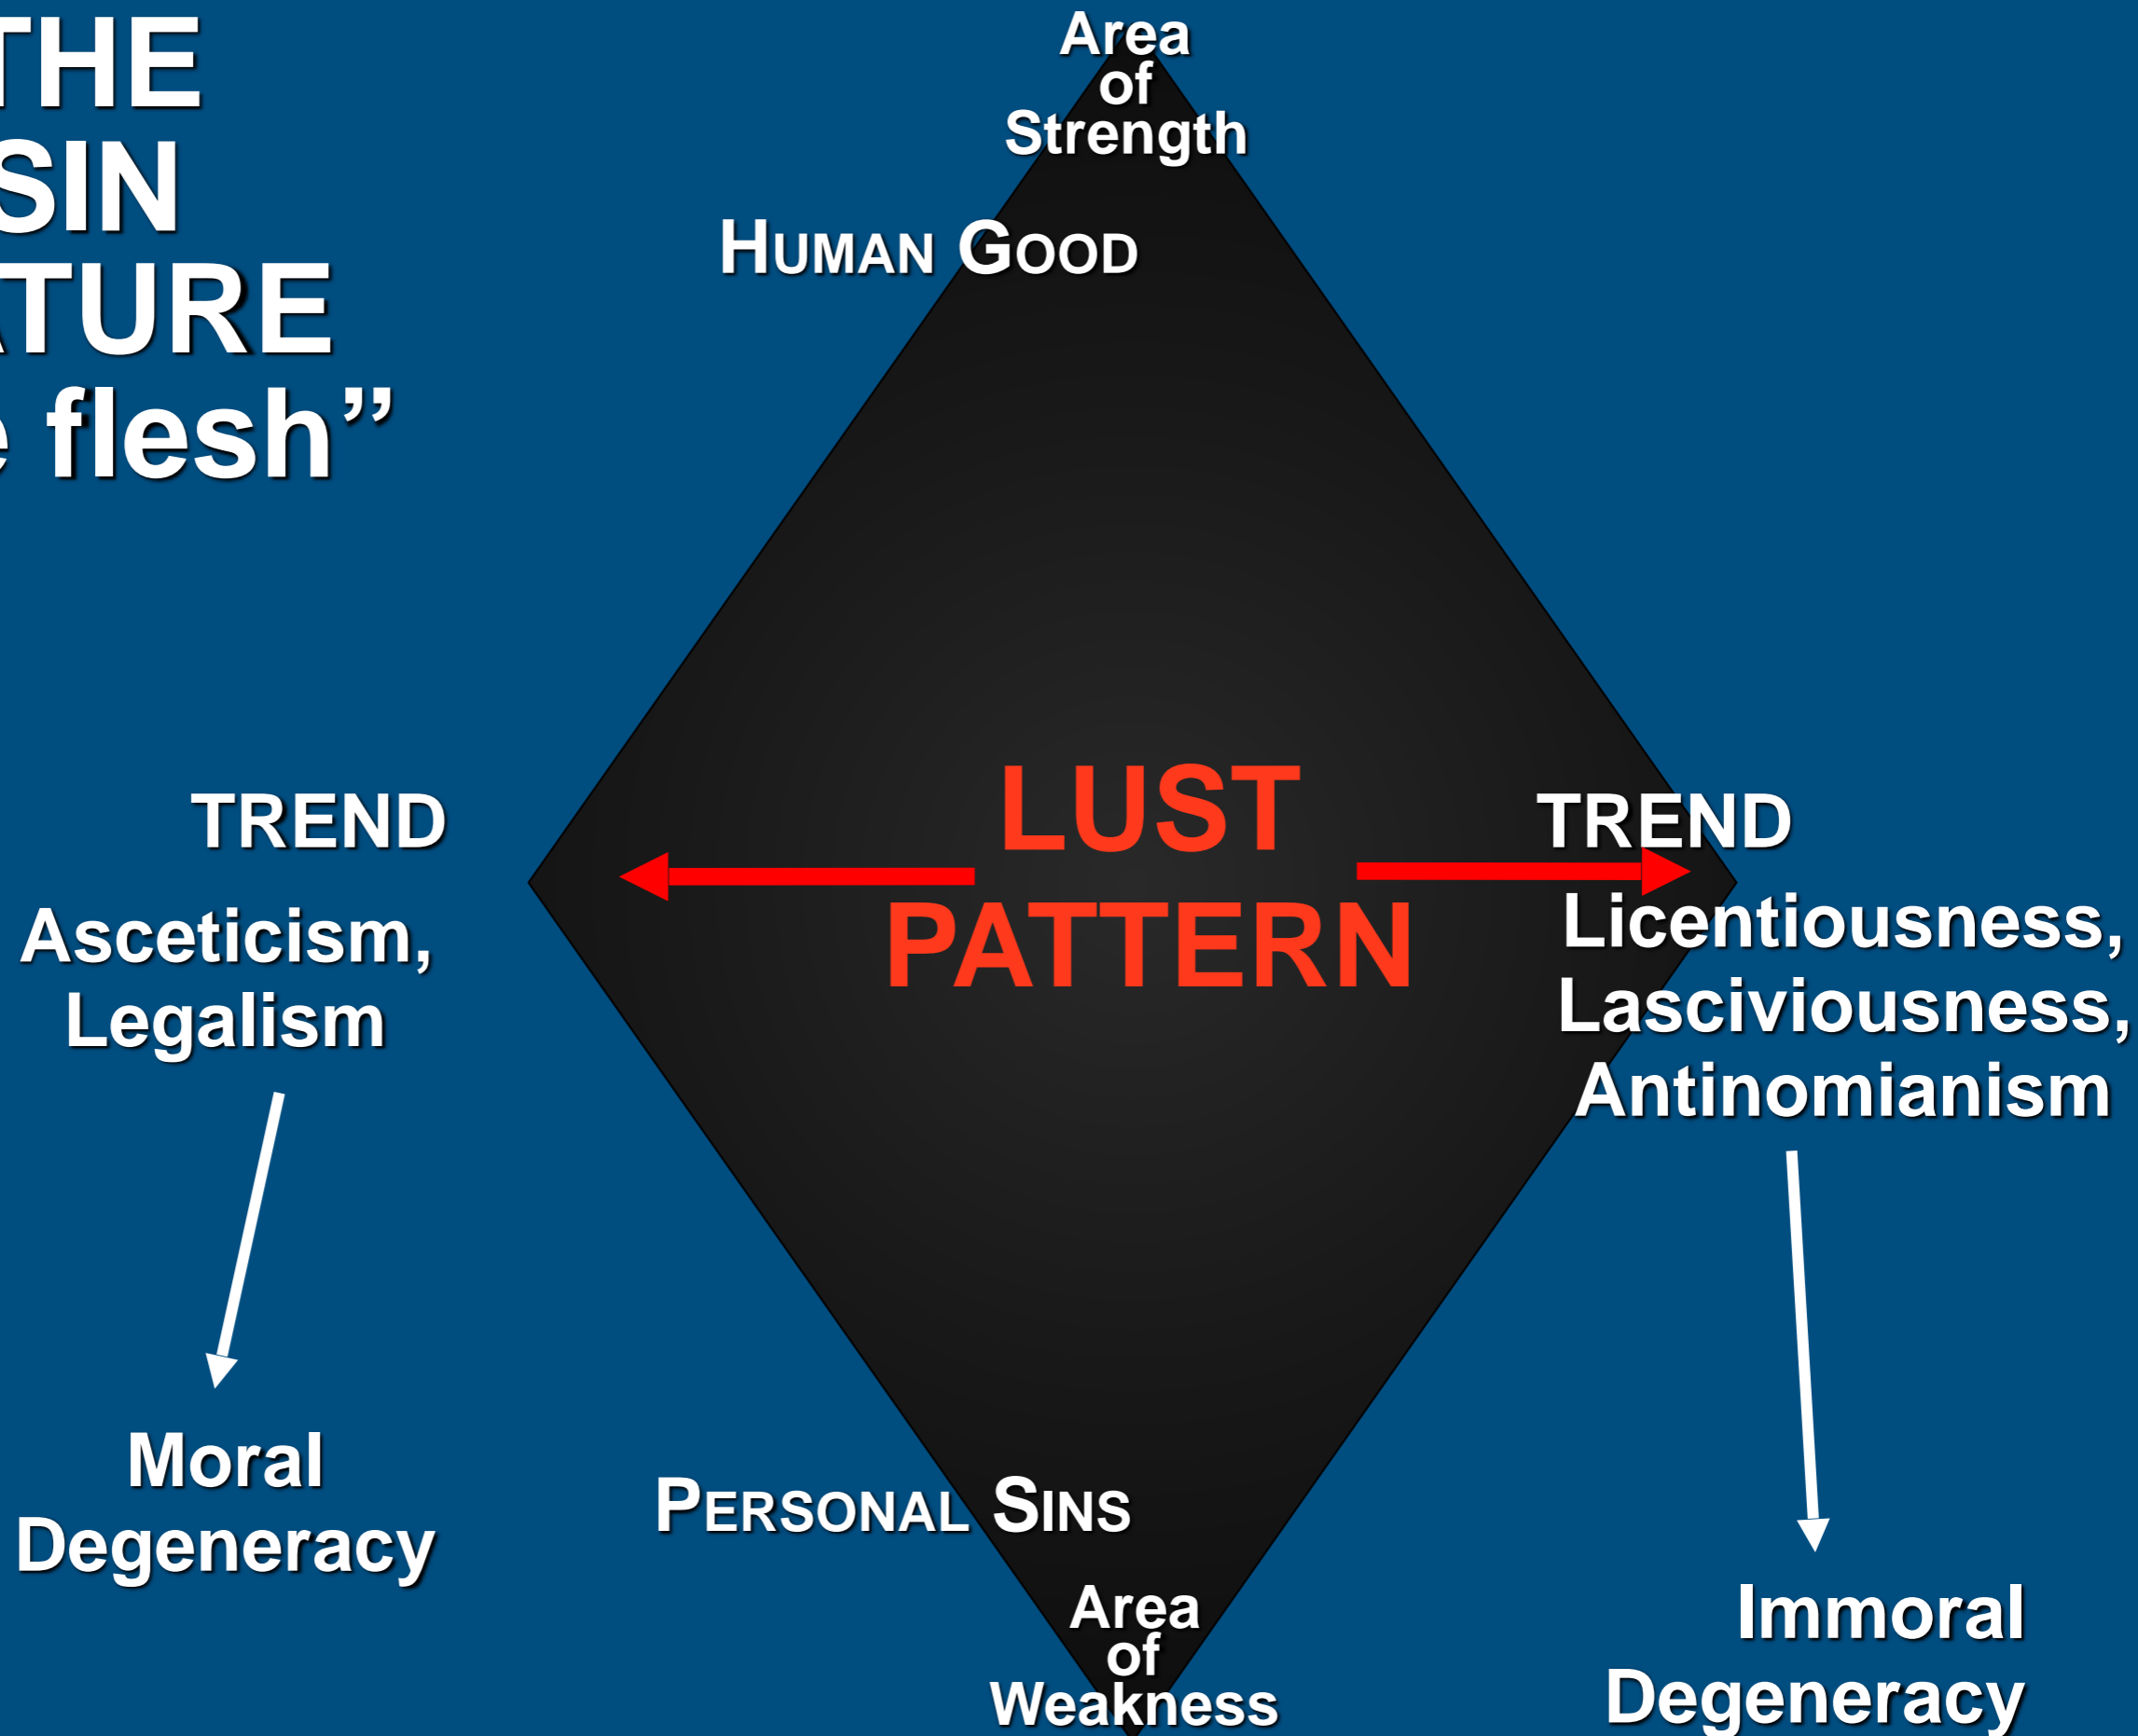 THE
SIN
ATURE
e flesh”
Area
of
Strength
HUMAN GOOD
LUST
PATTERN
TREND
Asceticism,
Legalism
TREND
Licentiousness,
Lasciviousness,
Antinomianism
Moral
Degeneracy
PERSONAL SINS
Area
of
Weakness
Immoral
Degeneracy